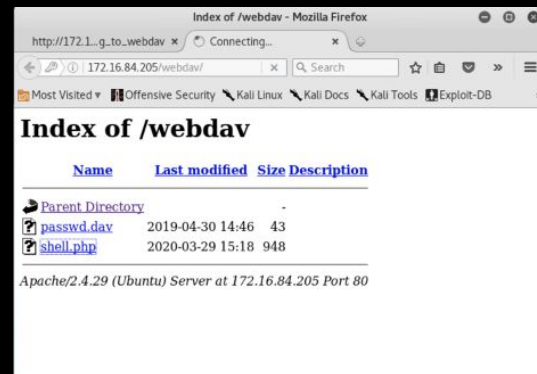 Index of /webdav - Mozilla Firefox
http://172.1...g_to_webdav × Connecting... ×
172.16.84.205/webdav/ Search
Most Visited Offensive Security Kali Linux Kali Docs Kali Tools Exploit-DB
Index of /webdav
Name Last modified Size Description
Parent Directory -
passwd.dav 2019-04-30 14:46 43
shell.php 2020-03-29 15:18 948
Apache/2.4.29 (Ubuntu) Server at 172.16.84.205 Port 80